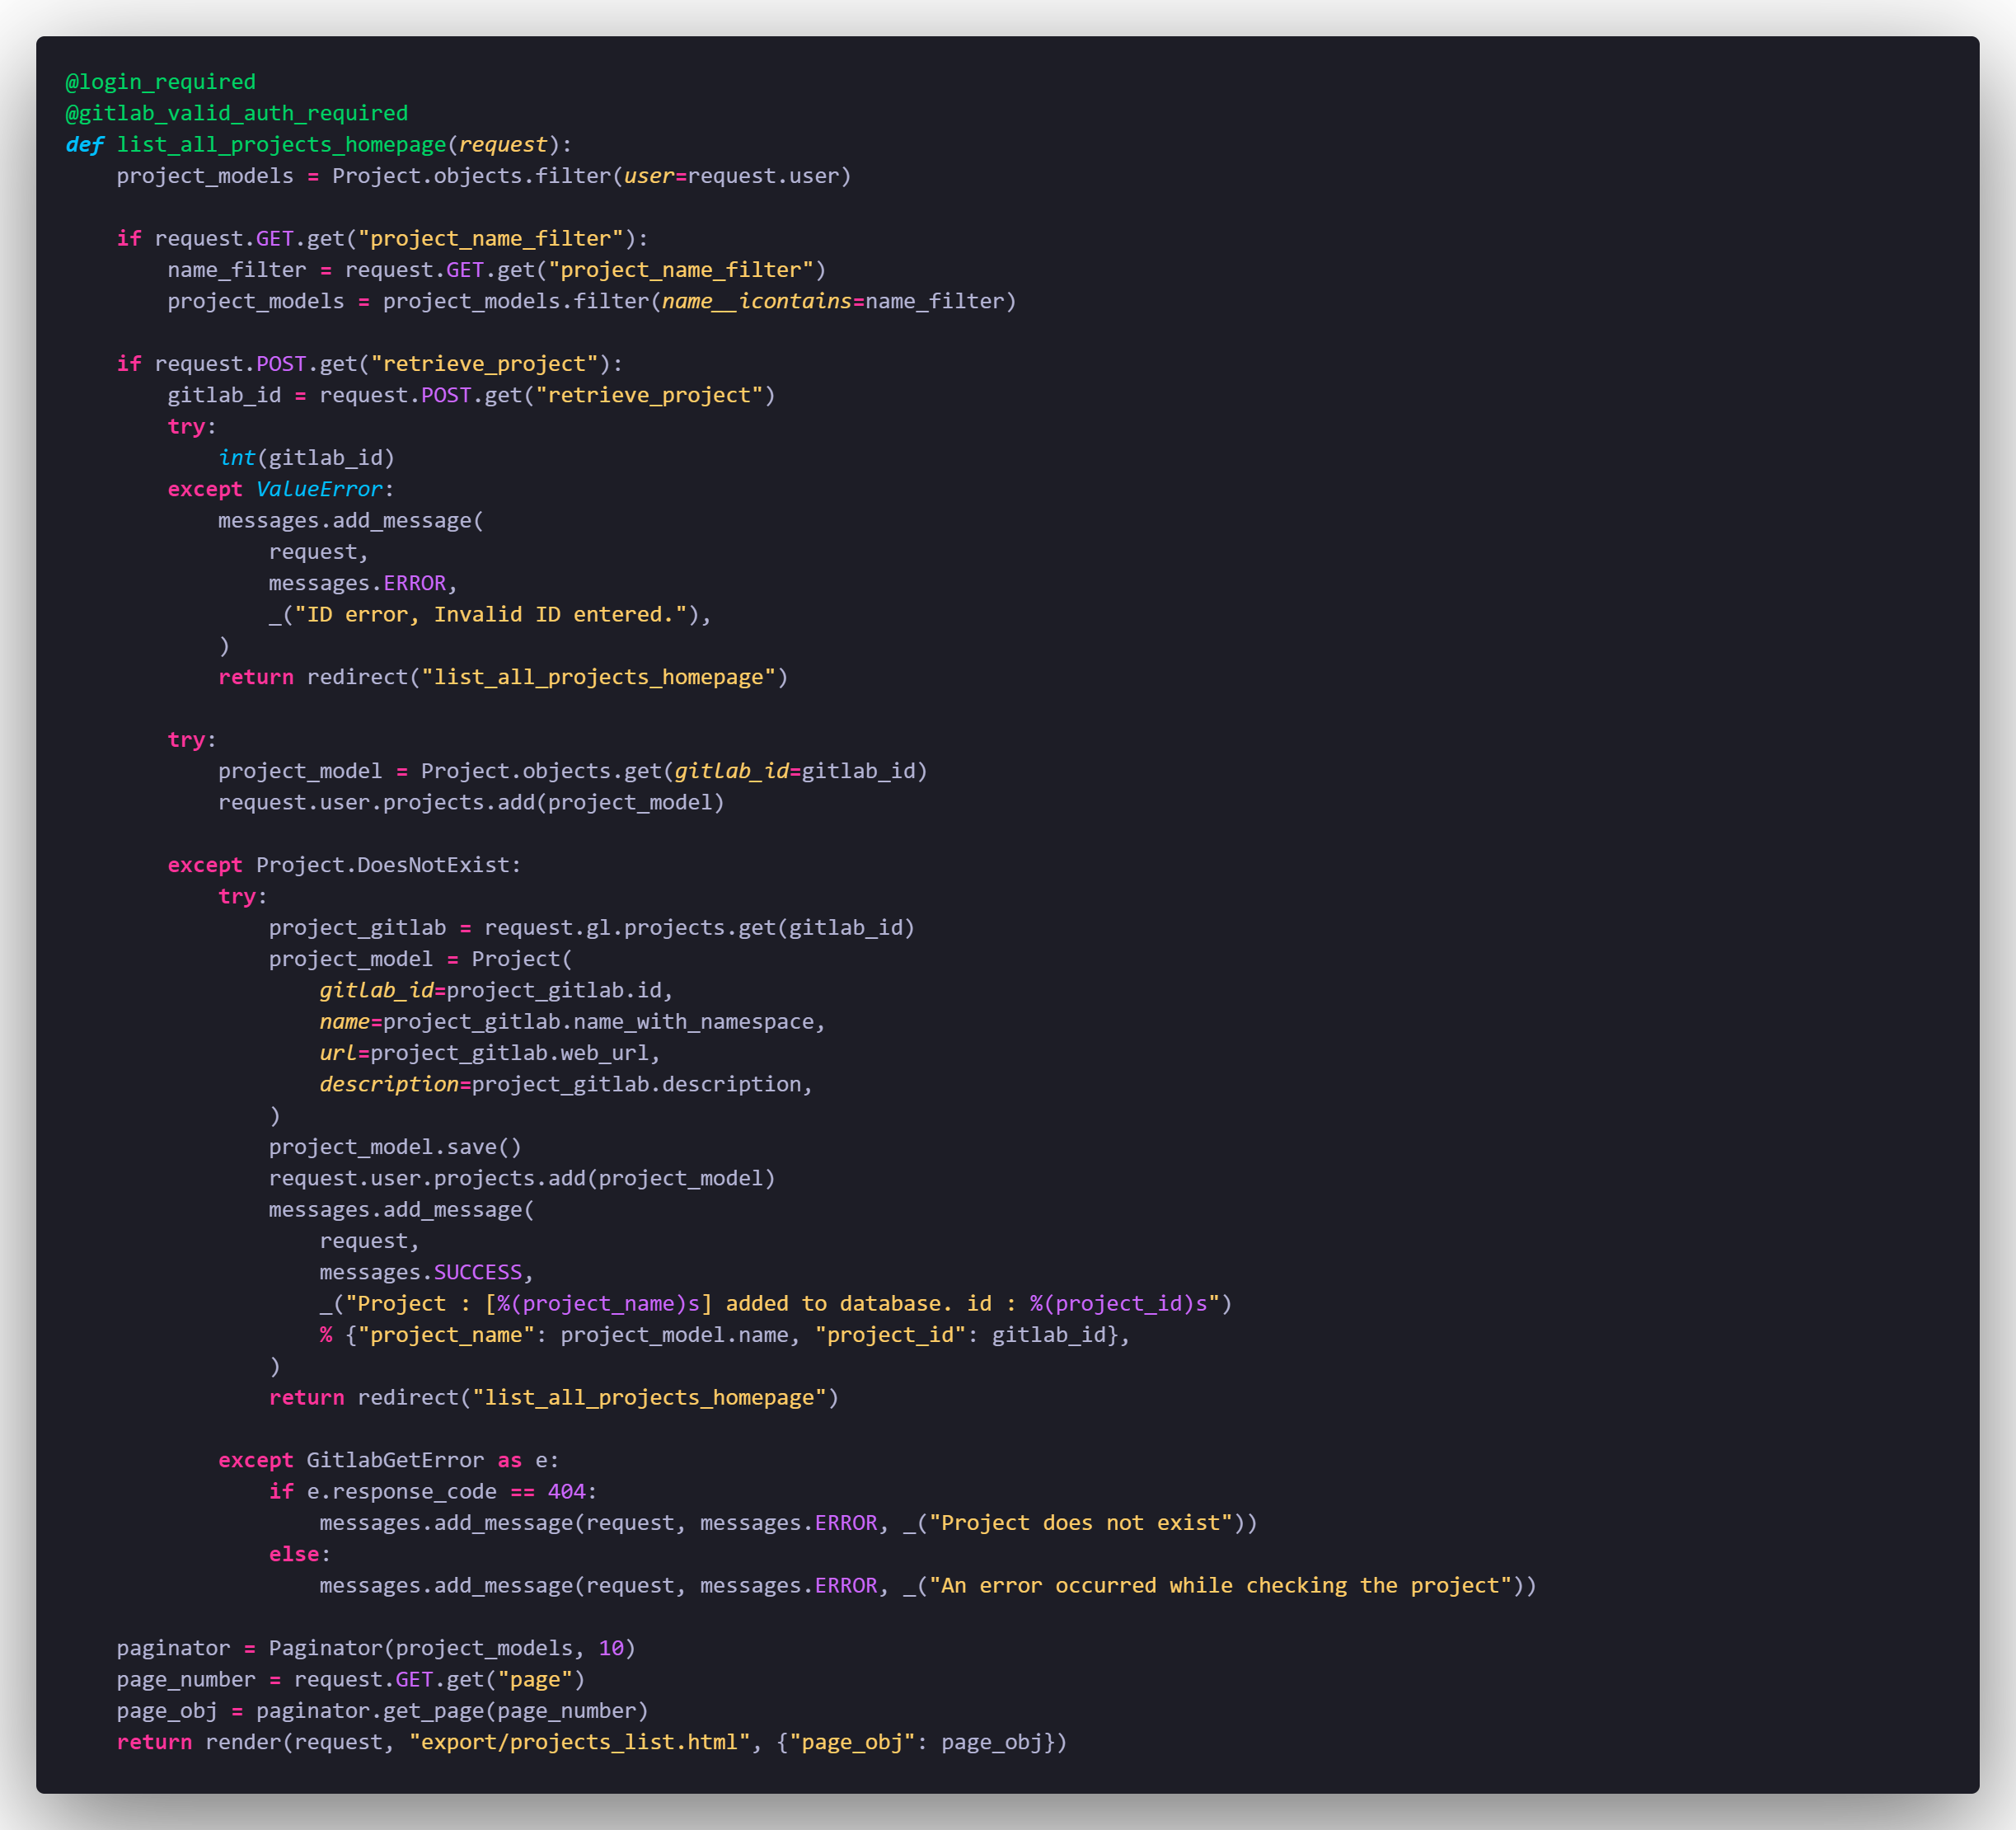 @login_required
@gitlab_valid_auth_required
def list_all_projects_homepage(request):
    project_models = Project.objects.filter(user=request.user)

    if request.GET.get("project_name_filter"):
        name_filter = request.GET.get("project_name_filter")
        project_models = project_models.filter(name__icontains=name_filter)

    if request.POST.get("retrieve_project"):
        gitlab_id = request.POST.get("retrieve_project")
        try:
            int(gitlab_id)
        except ValueError:
            messages.add_message(
                request,
                messages.ERROR,
                _("ID error, Invalid ID entered."),
            )
            return redirect("list_all_projects_homepage")

        try:
            project_model = Project.objects.get(gitlab_id=gitlab_id)
            request.user.projects.add(project_model)

        except Project.DoesNotExist:
            try:
                project_gitlab = request.gl.projects.get(gitlab_id)
                project_model = Project(
                    gitlab_id=project_gitlab.id,
                    name=project_gitlab.name_with_namespace,
                    url=project_gitlab.web_url,
                    description=project_gitlab.description,
                )
                project_model.save()
                request.user.projects.add(project_model)
                messages.add_message(
                    request,
                    messages.SUCCESS,
                    _("Project : [%(project_name)s] added to database. id : %(project_id)s")
                    % {"project_name": project_model.name, "project_id": gitlab_id},
                )
                return redirect("list_all_projects_homepage")

            except GitlabGetError as e:
                if e.response_code == 404:
                    messages.add_message(request, messages.ERROR, _("Project does not exist"))
                else:
                    messages.add_message(request, messages.ERROR, _("An error occurred while checking the project"))

    paginator = Paginator(project_models, 10)
    page_number = request.GET.get("page")
    page_obj = paginator.get_page(page_number)
    return render(request, "export/projects_list.html", {"page_obj": page_obj})